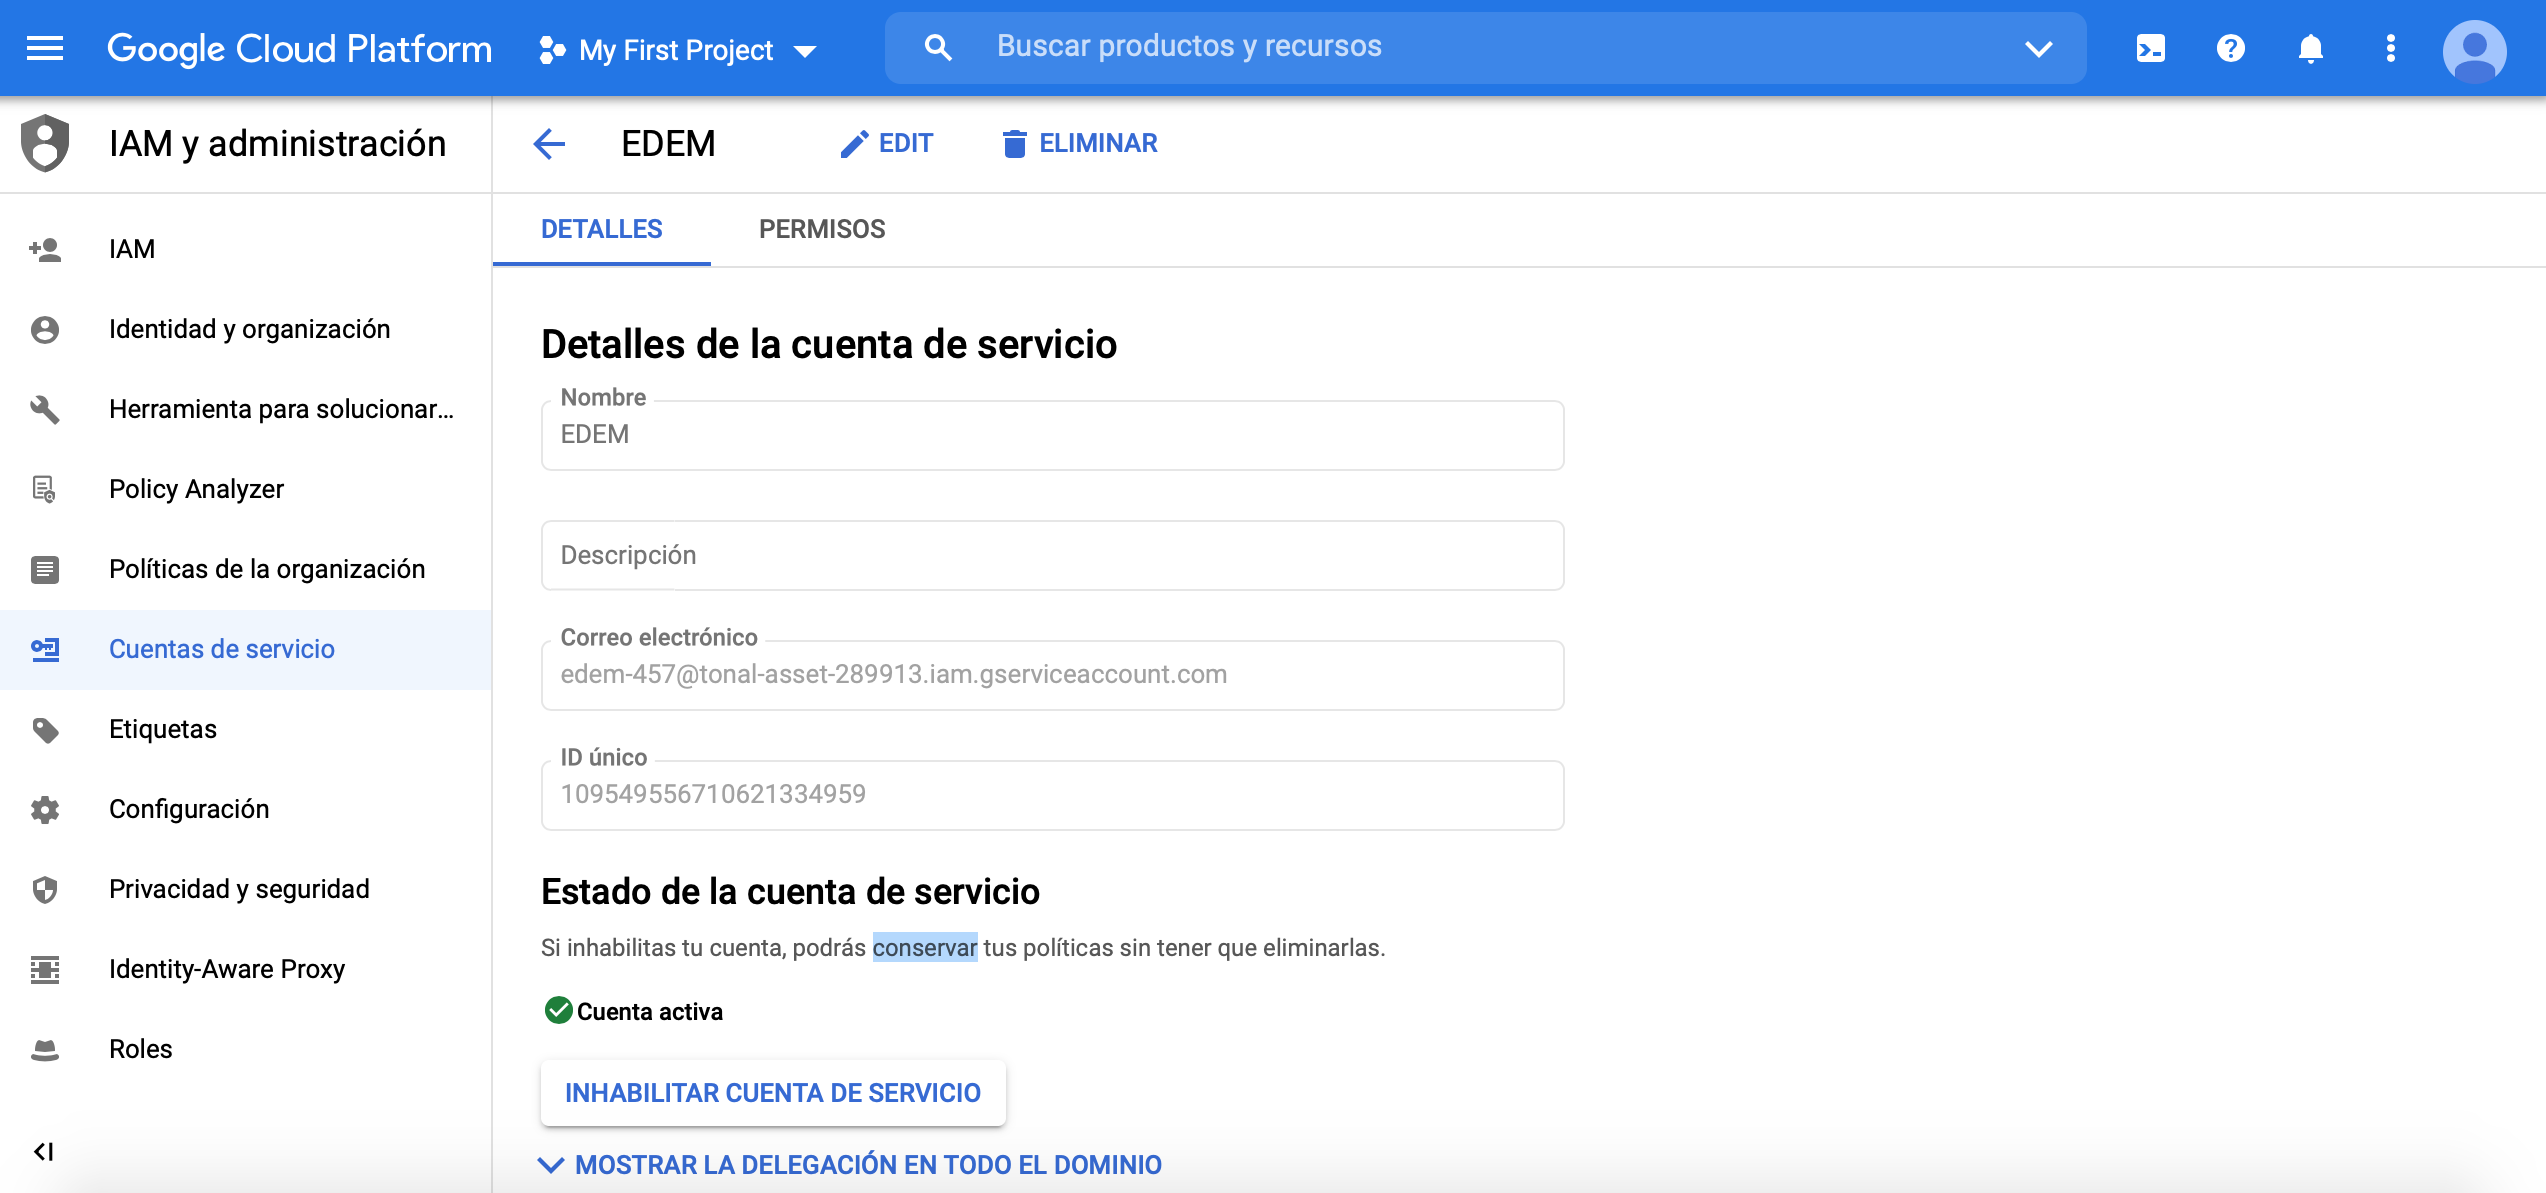 Google Cloud Platform
My First Project
Buscar productos y recursos
IAM y administración
EDEM
EDIT
ELIMINAR
IAM
Identidad y organización
Herramienta para solucionar...
Policy Analyzer
Políticas de la organización
Cuentas de servicio
Etiquetas
Configuración
Privacidad y seguridad
Identity-Aware Proxy
Roles
DETALLES
PERMISOS
Detalles de la cuenta de servicio
Nombre
EDEM
Descripción
Correo electrónico
edem-457@tonal-asset-289913.iam.gserviceaccount.com
ID único
109549556710621334959
Estado de la cuenta de servicio
Si inhabilitas tu cuenta, podrás conservar tus políticas sin tener que eliminarlas.
Cuenta activa
INHABILITAR CUENTA DE SERVICIO
MOSTRAR LA DELEGACIÓN EN TODO EL DOMINIO